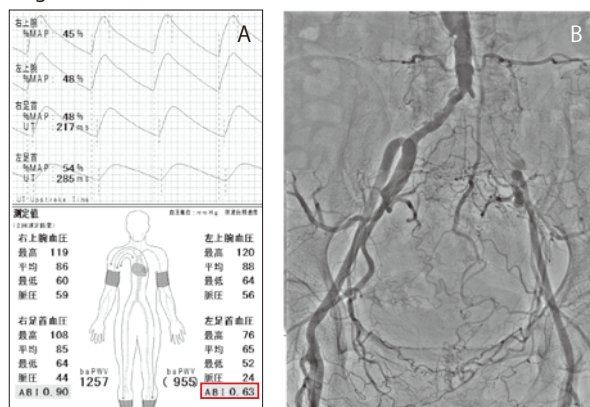 A
B
右上腕
%MAP 45%
左上腕
%MAP 48%
右足首
%MAP 48%
UT 217ms
左足首
%MAP 54%
UT 285ms
UT:Upstroke Time
測定値
右上腕血圧
最高 119
平均 86
最低 60
脈圧 59
左上腕血圧
最高 120
平均 88
最低 64
脈圧 56
右足首血圧
最高 108
平均 85
最低 64
脈圧 44
ABI 0.90
baPWV
1257
baPWV
(955)
左足首血圧
最高 76
平均 65
最低 52
脈圧 24
ABI 0.63